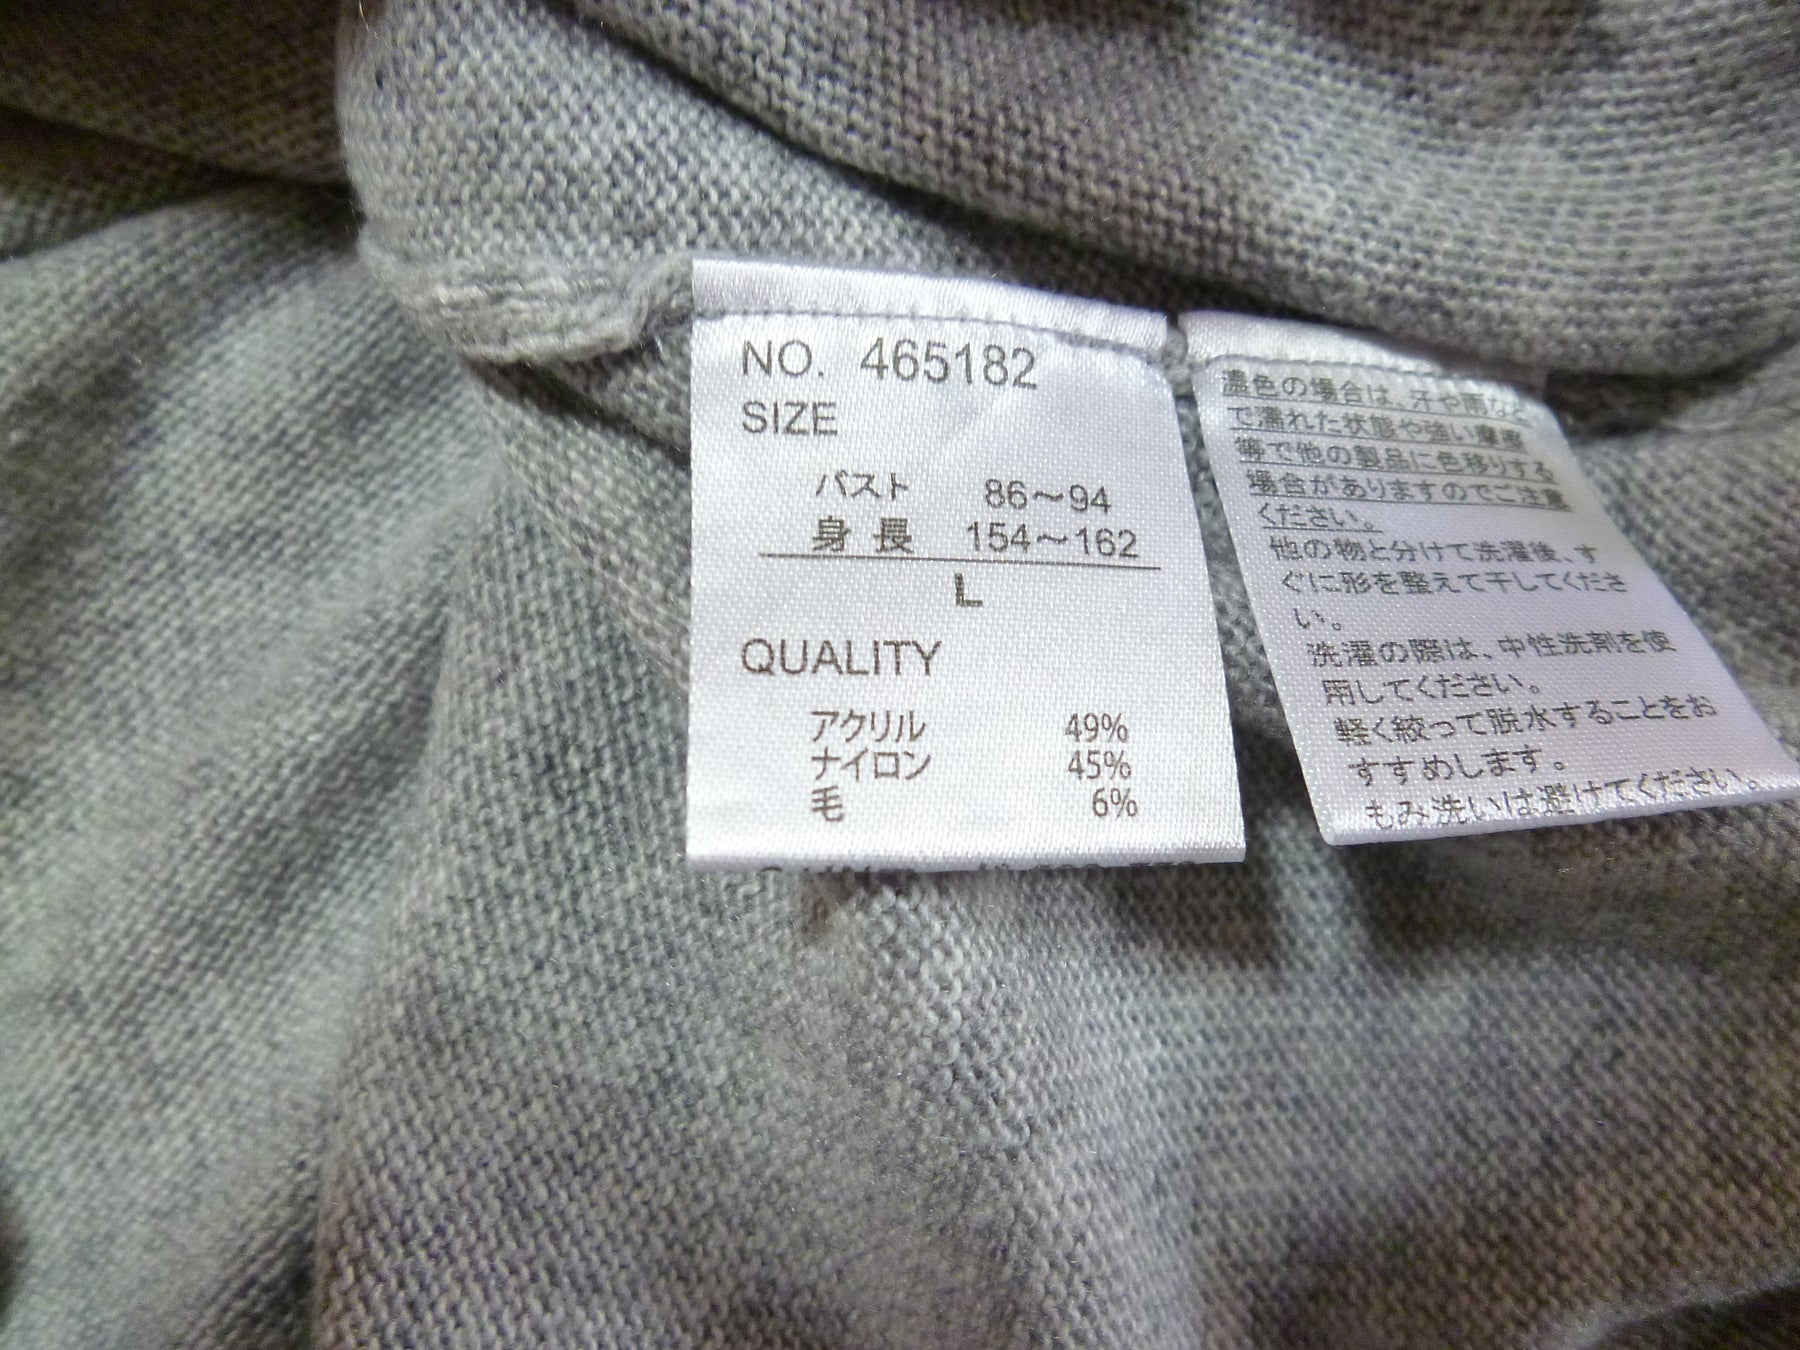 NO. 465182
SIZE
バスト 86～94
身長 154～162
L
QUALITY
アクリル 49%
ナイロン 45%
毛 6%
濃色の場合は、汗や雨など
で濡れた状態や強い摩擦
等で他の製品に色移りする
場合がありますのでご注意
ください。
他の物と分けて洗濯後、す
ぐに形を整えて干してくださ
い。
洗濯の際は、中性洗剤を使
用してください。
軽く絞って脱水することをお
すすめします。
もみ洗いは避けてください。